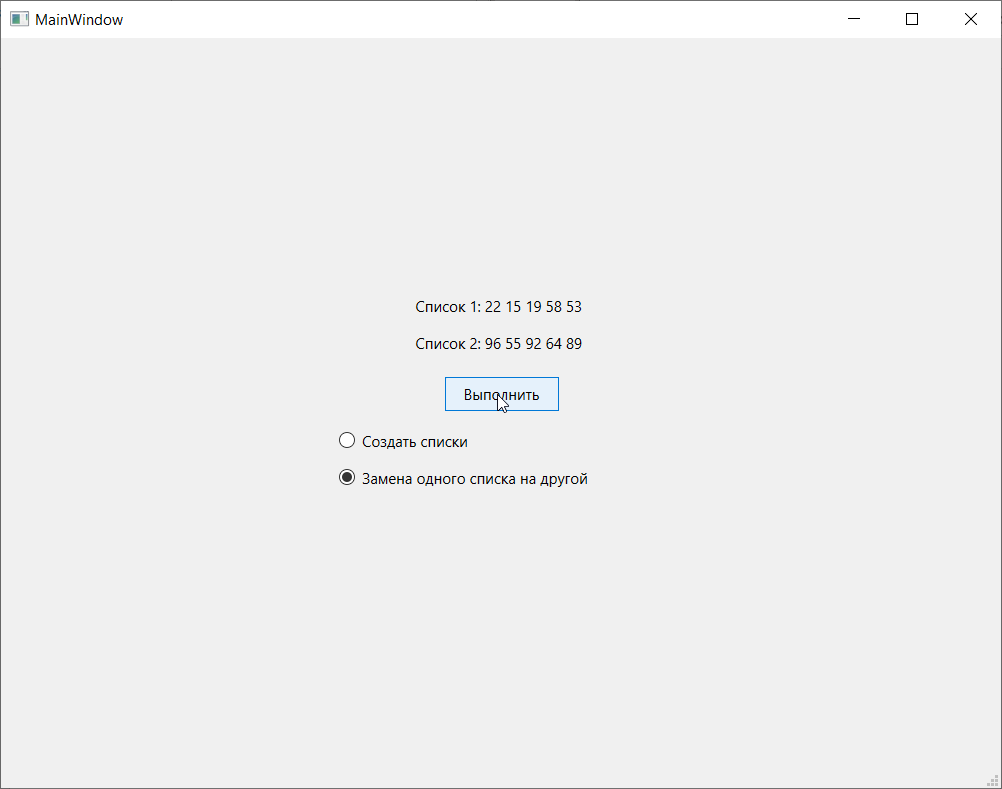 MainWindow
Список 1: 22 15 19 58 53
Список 2: 96 55 92 64 89
Выполнить
Создать списки
Замена одного списка на другой